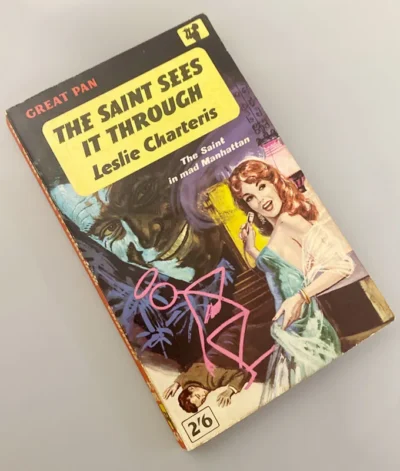 GREAT PAN
THE SAINT SEES
IT THROUGH
Leslie Charteris
The Saint
in mad Manhattan
2'6